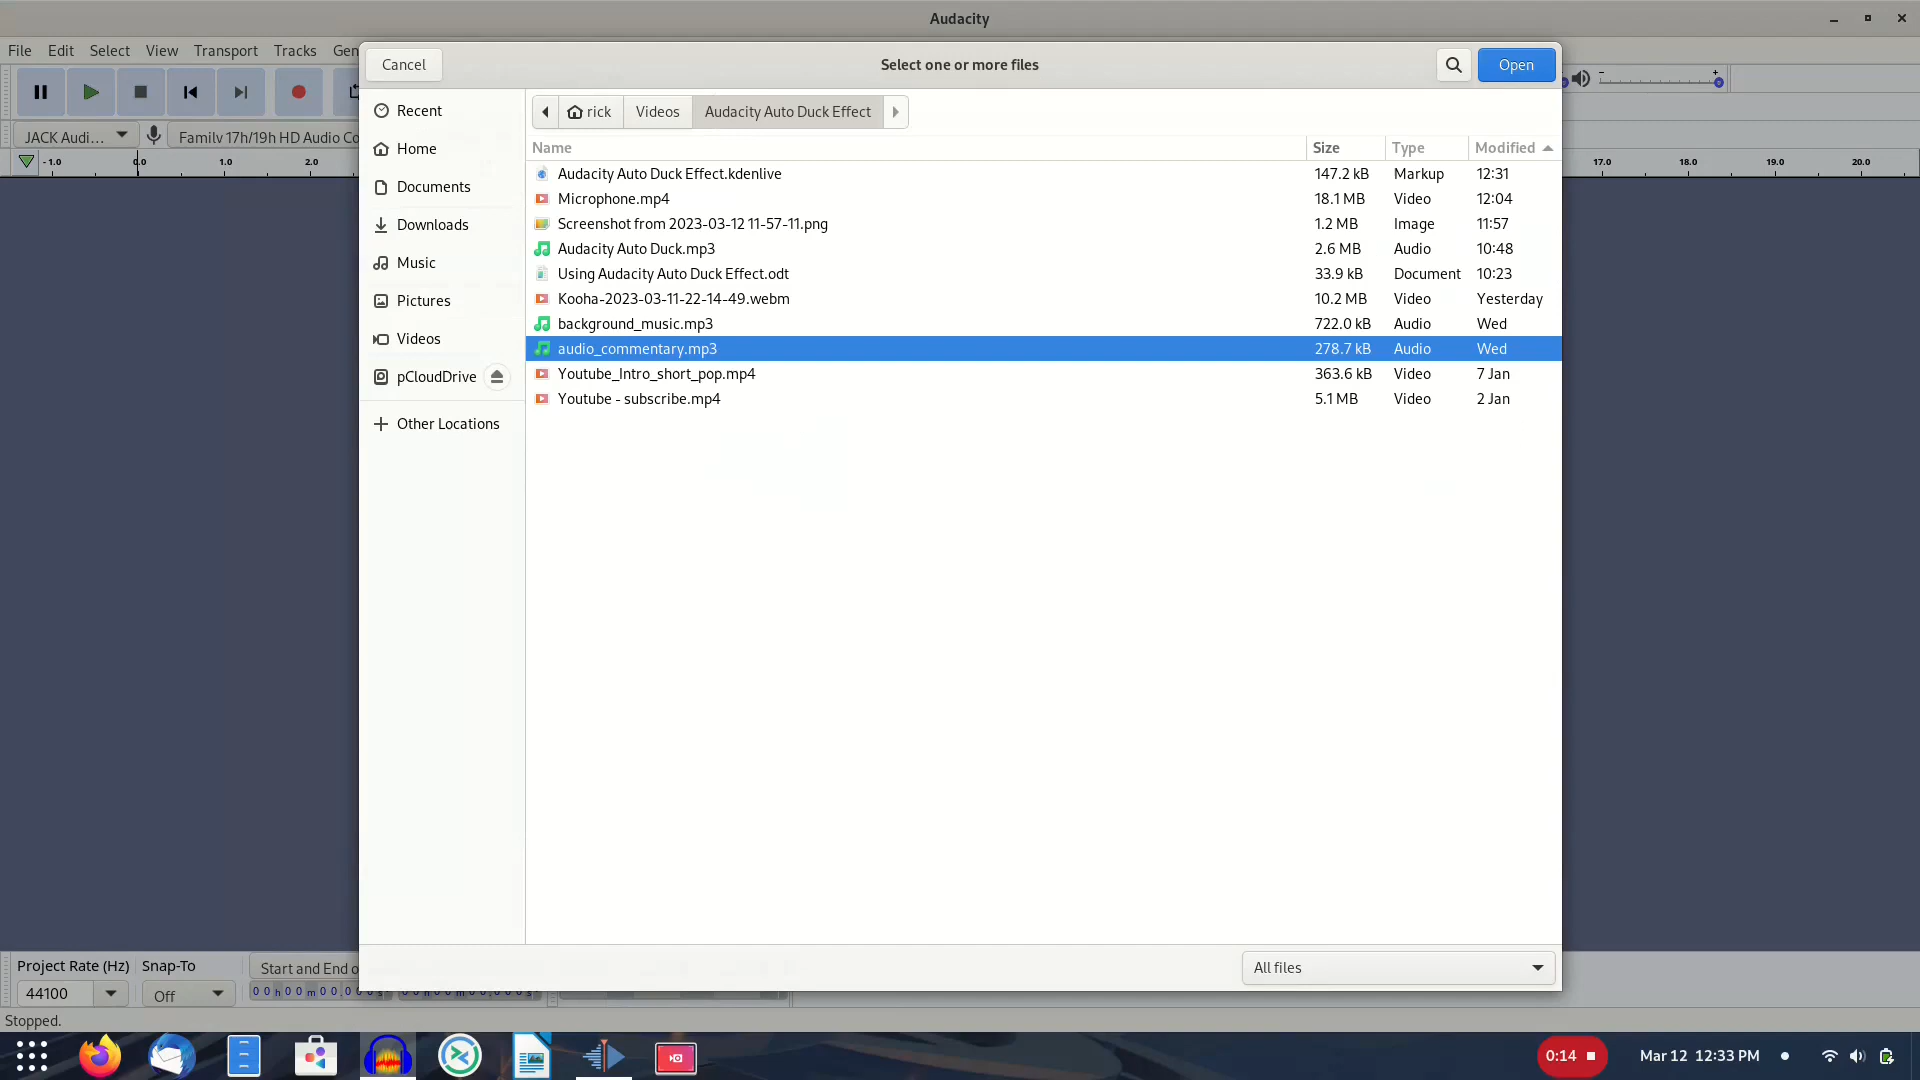 Audacity
File Edit Select View Transport Tracks Gen
Cancel
Select one or more files
Open
JACK Audi...
Family 17h/19h HD Audio Co
-1.0 0.0 1.0 2.0 17.0 18.0 19.0 20.0
Recent
Home
Documents
Downloads
Music
Pictures
Videos
pCloudDrive
Other Locations
rick Videos Audacity Auto Duck Effect
Name Size Type Modified
Audacity Auto Duck Effect.kdenlive 147.2 kB Markup 12:31
Microphone.mp4 18.1 MB Video 12:04
Screenshot from 2023-03-12 11-57-11.png 1.2 MB Image 11:57
Audacity Auto Duck.mp3 2.6 MB Audio 10:48
Using Audacity Auto Duck Effect.odt 33.9 kB Document 10:23
Kooha-2023-03-11-22-14-49.webm 10.2 MB Video Yesterday
background_music.mp3 722.0 kB Audio Wed
audio_commentary.mp3 278.7 kB Audio Wed
Youtube_Intro_short_pop.mp4 363.6 kB Video 7 Jan
Youtube - subscribe.mp4 5.1 MB Video 2 Jan
All files
Project Rate (Hz) Snap-To
Start and End o
44100
Off
00h00m00,000s
00h00m00,000s
Stopped.
0:14
Mar 12 12:33 PM